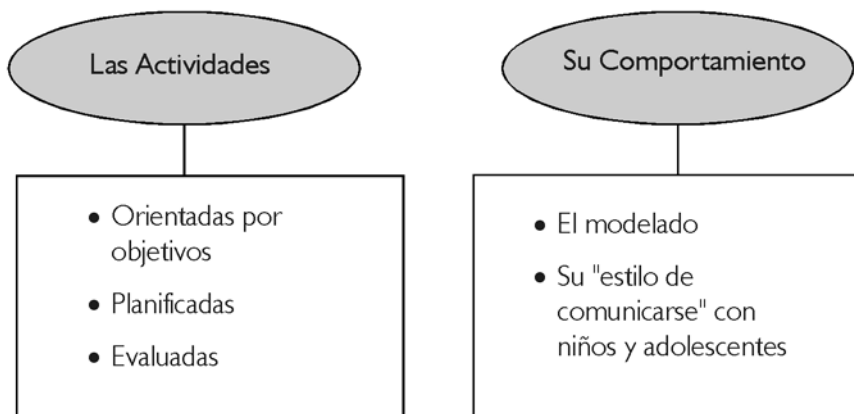 Las Actividades
• Orientadas por
objetivos
• Planificadas
• Evaluadas
Su Comportamiento
• El modelado
• Su "estilo de
comunicarse" con
niños y adolescentes